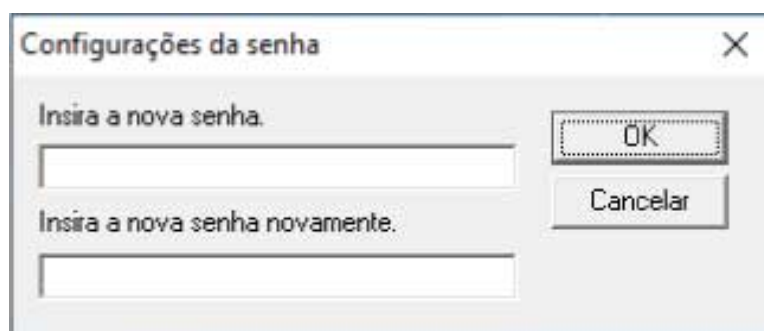 Configurações da senha
Insira a nova senha.
OK
Cancelar
Insira a nova senha novamente.